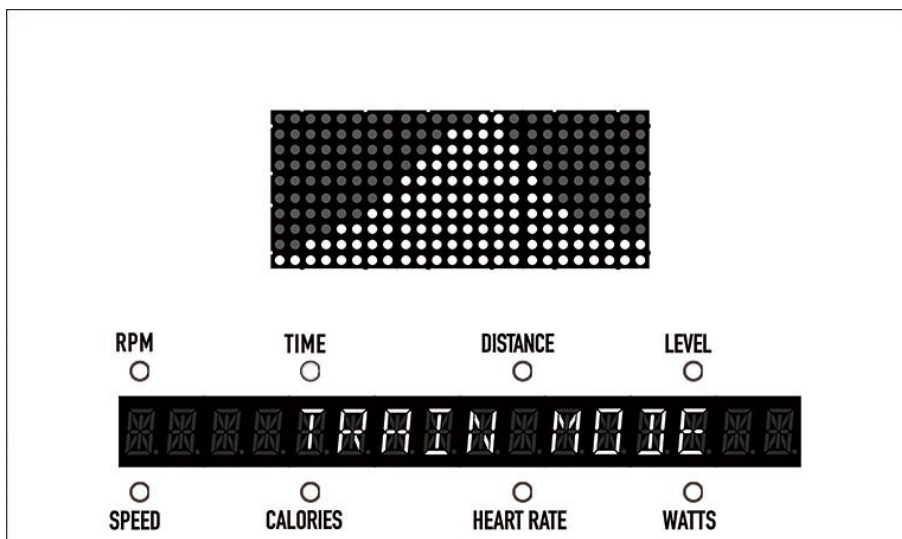 RPM TIME DISTANCE LEVEL
TRAIN MODE
SPEED CALORIES HEART RATE WATTS